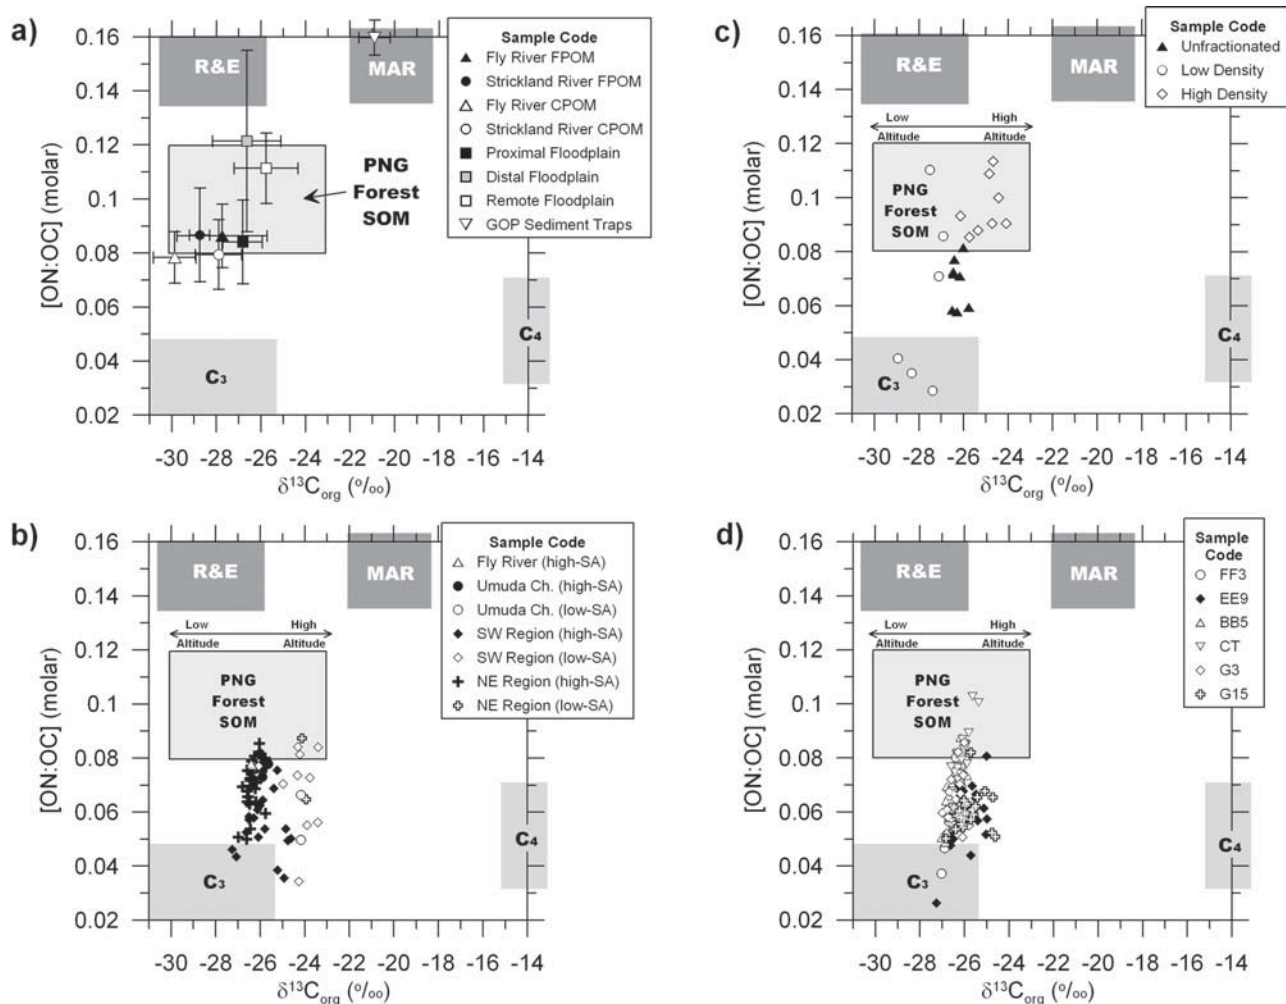 a)
0.16
0.14
0.12
0.1
0.08
0.06
0.04
0.02
[ON:OC] (molar)
R&E
MAR
PNG
Forest
SOM
C3
C4
-30 -28 -26 -24 -22 -20 -18 -16 -14
δ13Corg (o/oo)
Sample Code
Fly River FPOM
Strickland River FPOM
Fly River CPOM
Strickland River CPOM
Proximal Floodplain
Distal Floodplain
Remote Floodplain
GOP Sediment Traps
c)
0.16
0.14
0.12
0.1
0.08
0.06
0.04
0.02
[ON:OC] (molar)
R&E
MAR
Low High
Altitude Altitude
PNG
Forest
SOM
C3
C4
-30 -28 -26 -24 -22 -20 -18 -16 -14
δ13Corg (o/oo)
Sample Code
Unfractionated
Low Density
High Density
b)
0.16
0.14
0.12
0.1
0.08
0.06
0.04
0.02
[ON:OC] (molar)
R&E
MAR
Low High
Altitude Altitude
PNG
Forest
SOM
C3
C4
-30 -28 -26 -24 -22 -20 -18 -16 -14
δ13Corg (o/oo)
Sample Code
Fly River (high-SA)
Umuda Ch. (high-SA)
Umuda Ch. (low-SA)
SW Region (high-SA)
SW Region (low-SA)
NE Region (high-SA)
NE Region (low-SA)
d)
0.16
0.14
0.12
0.1
0.08
0.06
0.04
0.02
[ON:OC] (molar)
R&E
MAR
Low High
Altitude Altitude
PNG
Forest
SOM
C3
C4
-30 -28 -26 -24 -22 -20 -18 -16 -14
δ13Corg (o/oo)
Sample
Code
FF3
EE9
BB5
CT
G3
G15